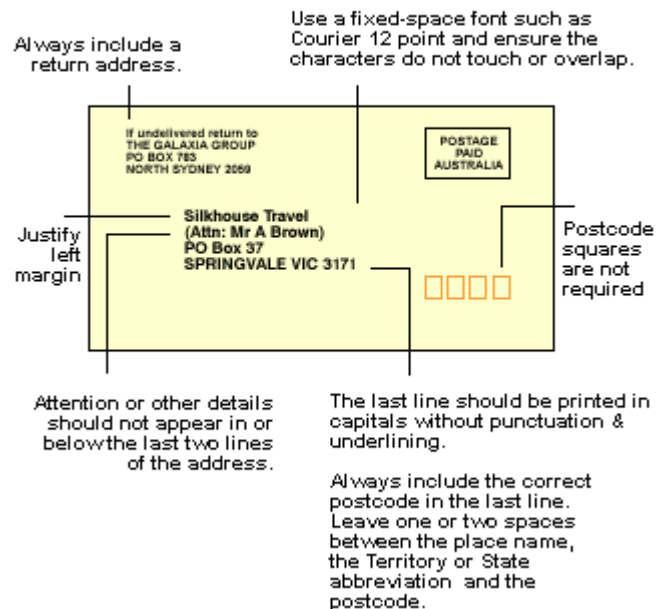 Always include a
return address.
Use a fixed-space font such as
Courier 12 point and ensure the
characters do not touch or overlap.
If undelivered return to
THE GALAXIA GROUP
PO BOX 783
NORTH SYDNEY 2059
POSTAGE
PAID
AUSTRALIA
Justify
left
margin
Silkhouse Travel
(Attn: Mr A Brown)
PO Box 37
SPRINGVALE VIC 3171
Postcode
squares
are not
required
Attention or other details
should not appear in or
below the last two lines
of the address.
The last line should be printed in
capitals without punctuation &
underlining.
Always include the correct
postcode in the last line.
Leave one or two spaces
between the place name,
the Territory or State
abbreviation and the
postcode.